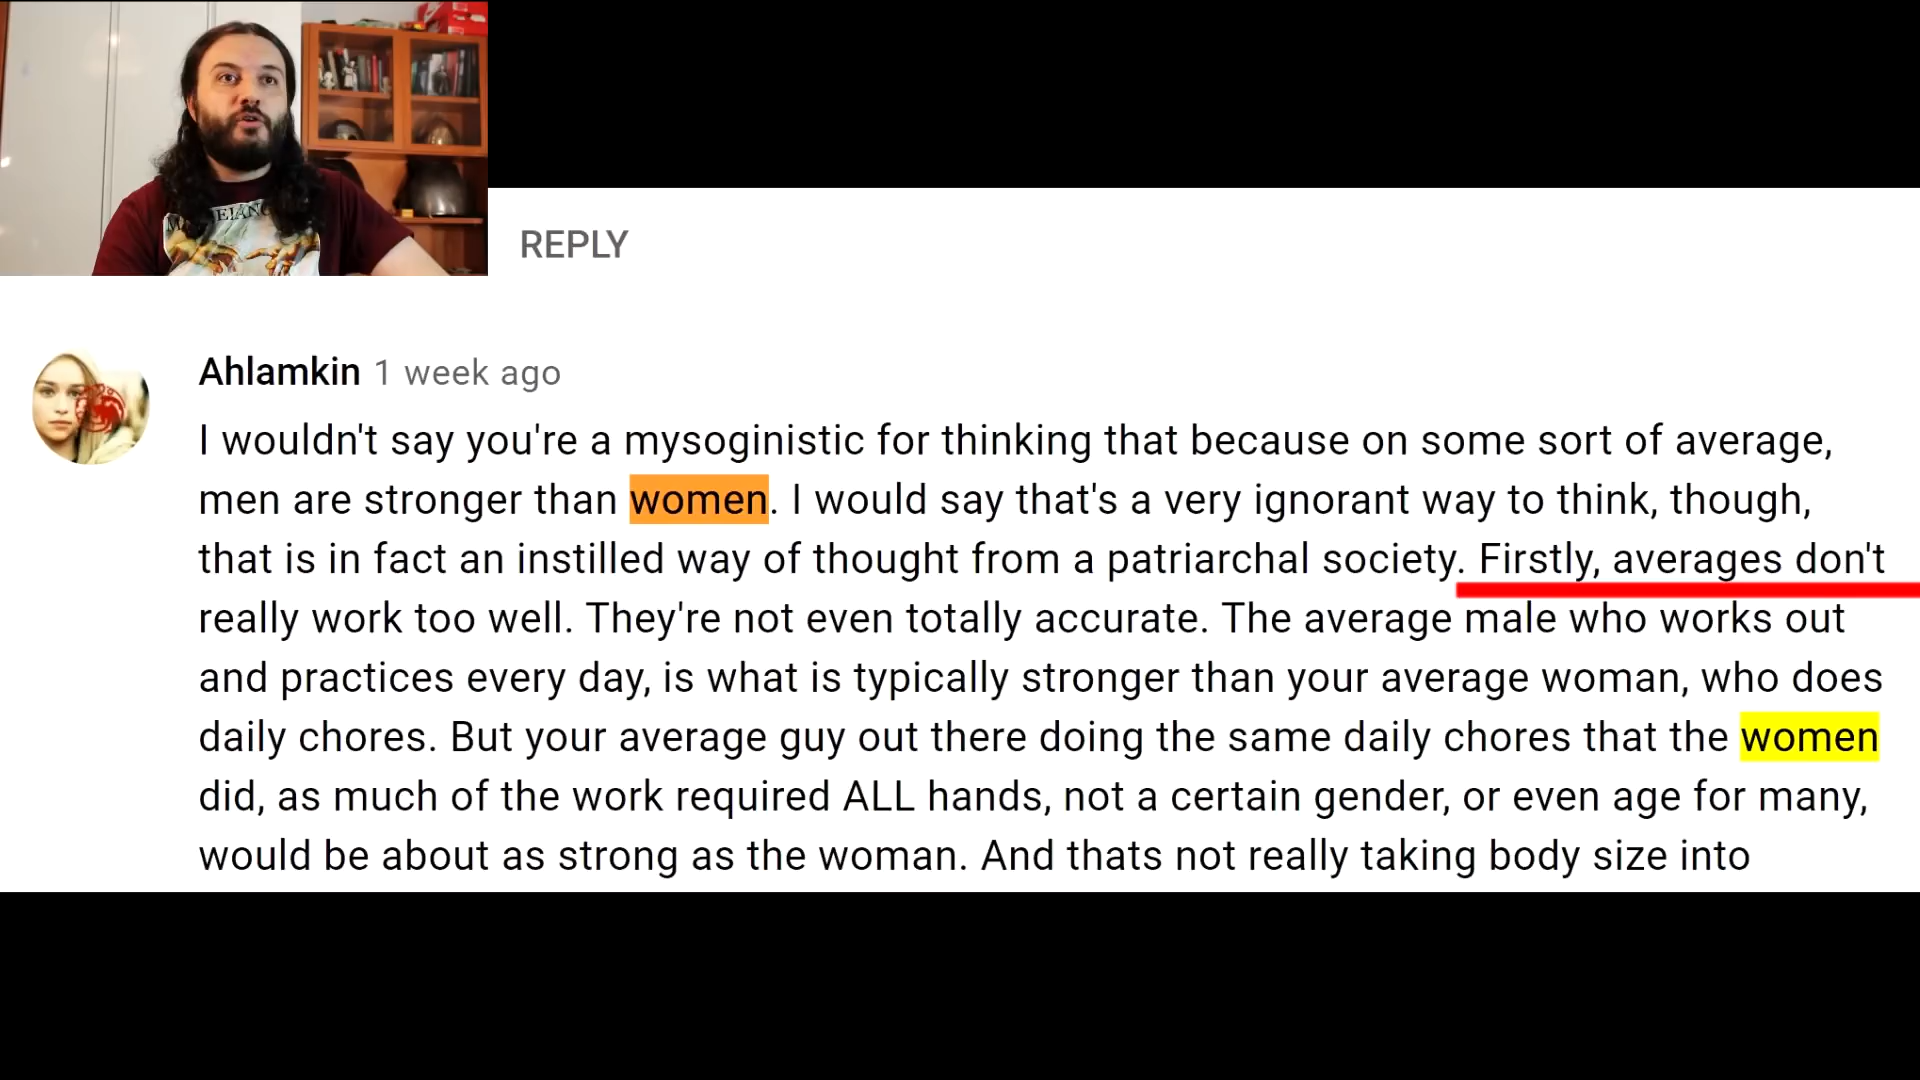 REPLY
Ahlamkin 1 week ago
I wouldn't say you're a mysoginistic for thinking that because on some sort of average,
men are stronger than women. I would say that's a very ignorant way to think, though,
that is in fact an instilled way of thought from a patriarchal society. Firstly, averages don't
really work too well. They're not even totally accurate. The average male who works out
and practices every day, is what is typically stronger than your average woman, who does
daily chores. But your average guy out there doing the same daily chores that the women
did, as much of the work required ALL hands, not a certain gender, or even age for many,
would be about as strong as the woman. And thats not really taking body size into